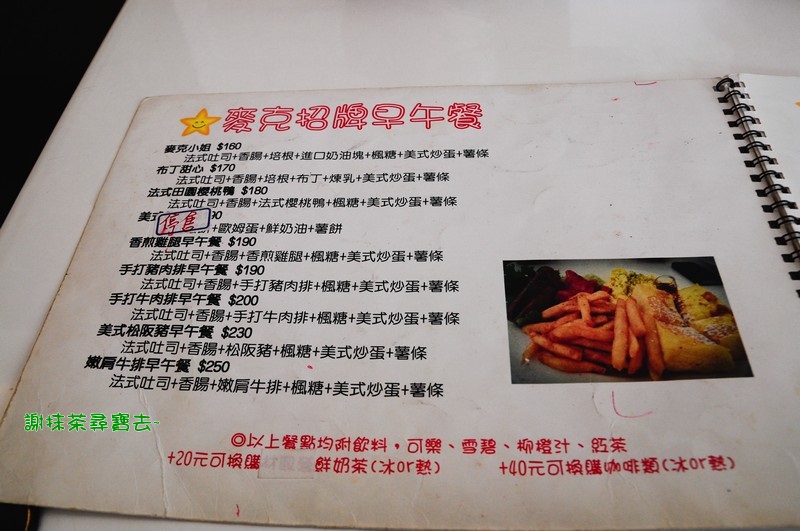 麥克招牌早午餐
麥克小姐 $160
法式吐司+香腸+培根+進口奶油塊+楓糖+美式炒蛋+薯條
布丁甜心 $170
法式吐司+香腸+培根+布丁+煉乳+美式炒蛋+薯條
法式田園櫻桃鴨 $180
法式吐司+香腸+法式櫻桃鴨+楓糖+美式炒蛋+薯條
美式
停售
+歐姆蛋+鮮奶油+薯餅
香煎雞腿早午餐 $190
法式吐司+香腸+香煎雞腿+楓糖+美式炒蛋+薯條
手打豬肉排早午餐 $190
法式吐司+香腸+手打豬肉排+楓糖+美式炒蛋+薯條
手打牛肉排早午餐 $200
法式吐司+香腸+手打牛肉排+楓糖+美式炒蛋+薯條
美式松阪豬早午餐 $230
法式吐司+香腸+松阪豬+楓糖+美式炒蛋+薯條
嫩肩牛排早午餐 $250
法式吐司+香腸+嫩肩牛排+楓糖+美式炒蛋+薯條
謝抹茶尋寶去~
◎以上餐點均附飲料，可樂、雪碧、柳橙汁、紅茶
+20元可換購 鮮奶茶(冰or熱) +40元可換購咖啡類(冰or熱)